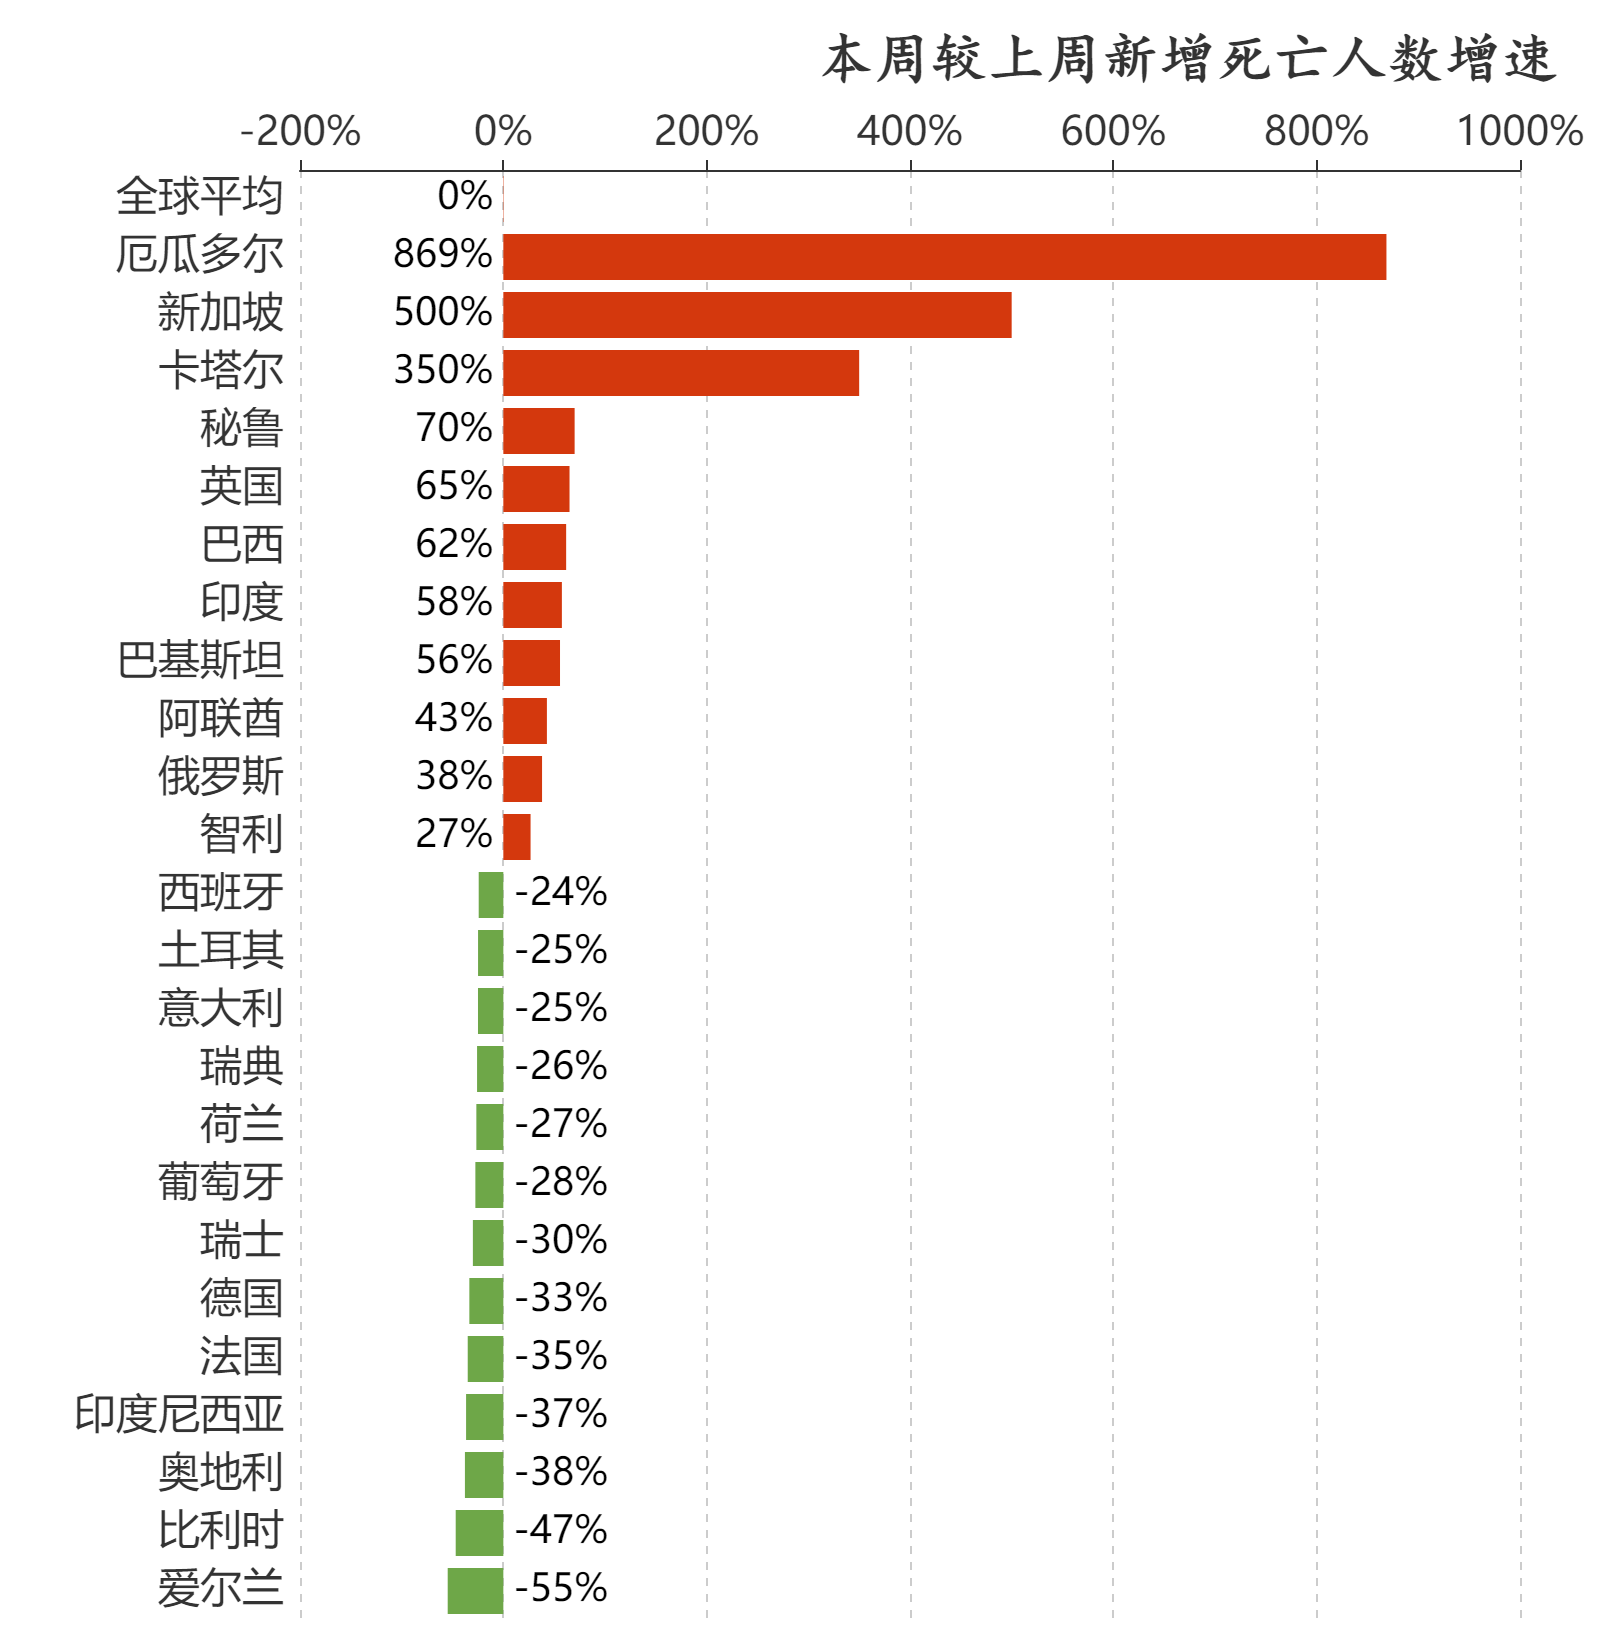 本周较上周新增死亡人数增速
-200% 0% 200% 400% 600% 800% 1000%
全球平均 0%
厄瓜多尔 869%
新加坡 500%
卡塔尔 350%
秘鲁 70%
英国 65%
巴西 62%
印度 58%
巴基斯坦 56%
阿联酋 43%
俄罗斯 38%
智利 27%
西班牙 -24%
土耳其 -25%
意大利 -25%
瑞典 -26%
荷兰 -27%
葡萄牙 -28%
瑞士 -30%
德国 -33%
法国 -35%
印度尼西亚 -37%
奥地利 -38%
比利时 -47%
爱尔兰 -55%